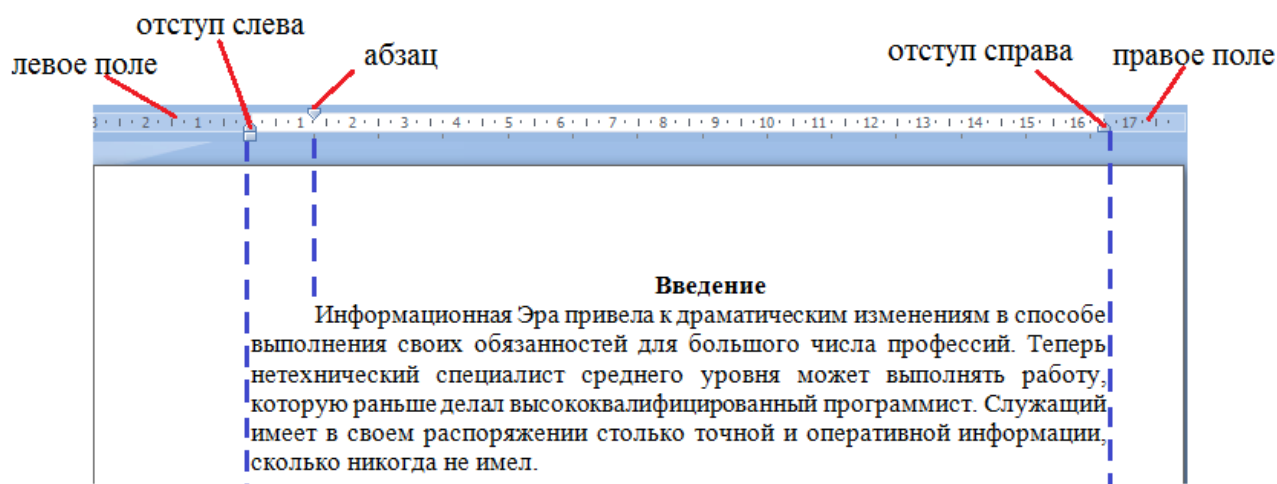 отступ слева
левое поле
абзац
отступ справа
правое поле
3 · 2 · 1 · 1 · 2 · 3 · 4 · 5 · 6 · 7 · 8 · 9 · 10 · 11 · 12 · 13 · 14 · 15 · 16 · 17
Введение
Информационная Эра привела к драматическим изменениям в способе
выполнения своих обязанностей для большого числа профессий. Теперь
нетехнический специалист среднего уровня может выполнять работу,
которую раньше делал высококвалифицированный программист. Служащий
имеет в своем распоряжении столько точной и оперативной информации,
сколько никогда не имел.